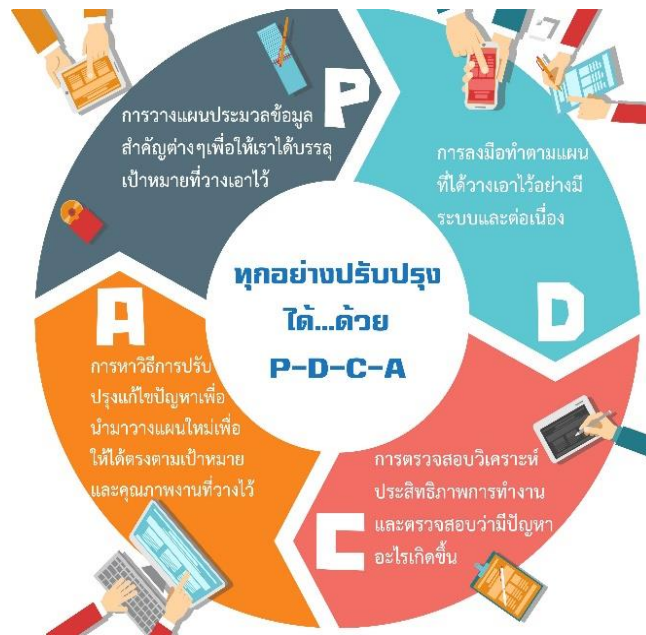 P
การวางแผนประมวลข้อมูล
สำคัญต่างๆเพื่อให้เราได้บรรลุ
เป้าหมายที่วางเอาไว้
การลงมือทำตามแผน
ที่ได้วางเอาไว้อย่างมี
ระบบและต่อเนื่อง
D
ทุกอย่างปรับปรุง
ได้...ด้วย
P-D-C-A
C
การตรวจสอบวิเคราะห์
ประสิทธิภาพการทำงาน
และตรวจสอบว่ามีปัญหา
อะไรเกิดขึ้น
A
การหาวิธีการปรับ
ปรุงแก้ไขปัญหาเพื่อ
นำมาวางแผนใหม่เพื่อ
ให้ได้ตรงตามเป้าหมาย
และคุณภาพงานที่วางไว้